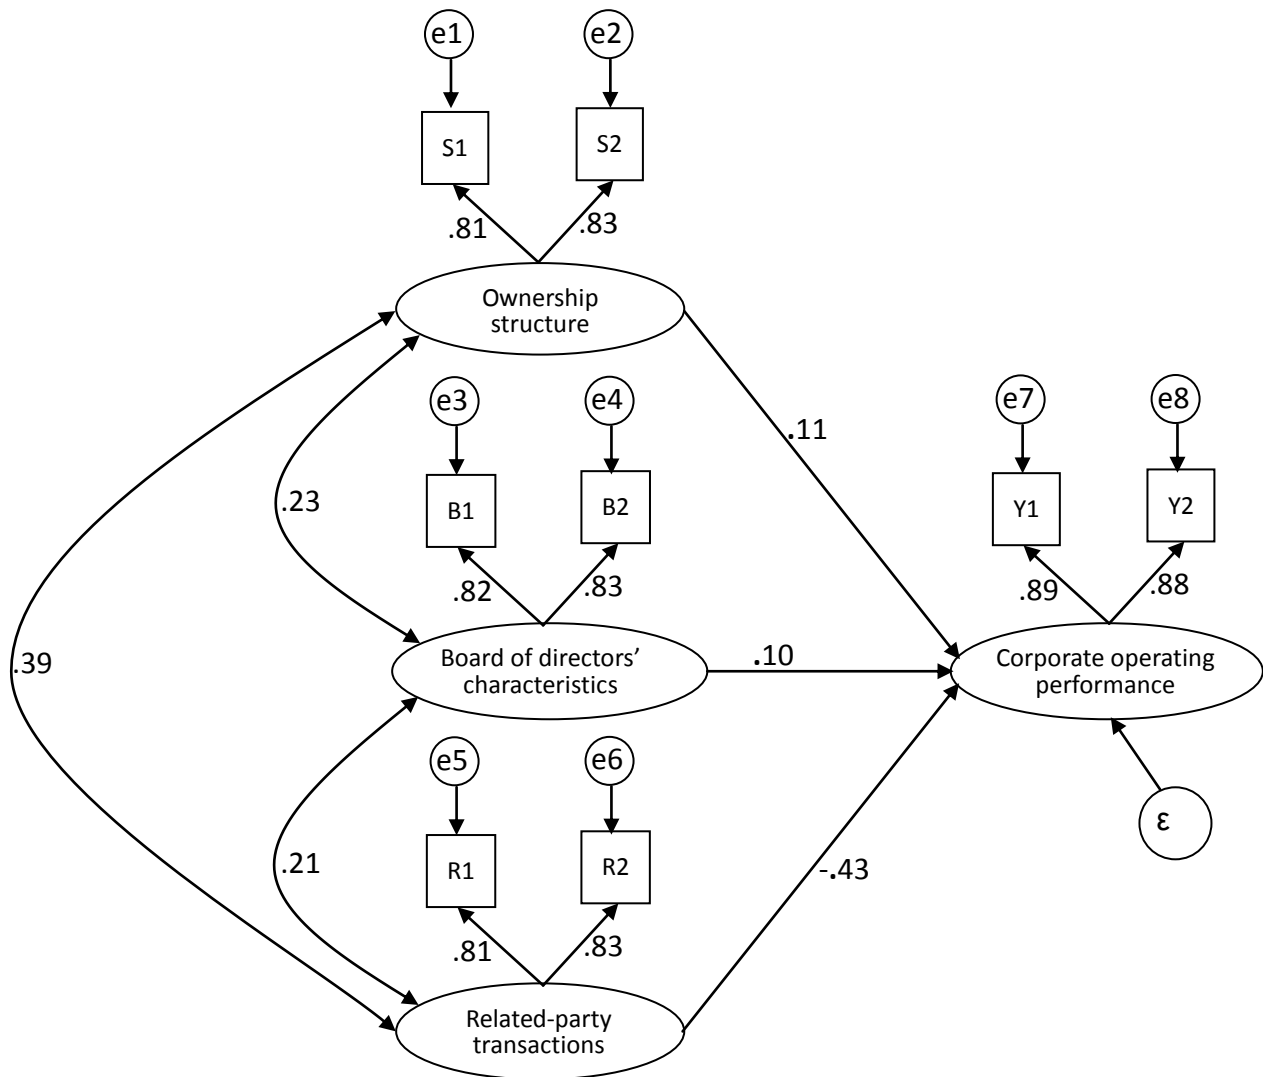 e1
e2
S1
S2
.81
.83
Ownership
structure
e3
e4
e7
e8
.11
.23
B1
B2
Y1
Y2
.82
.83
.89
.88
.39
Board of directors’
characteristics
.10
Corporate operating
performance
e5
e6
ε
.21
R1
R2
-.43
.81
.83
Related-party
transactions